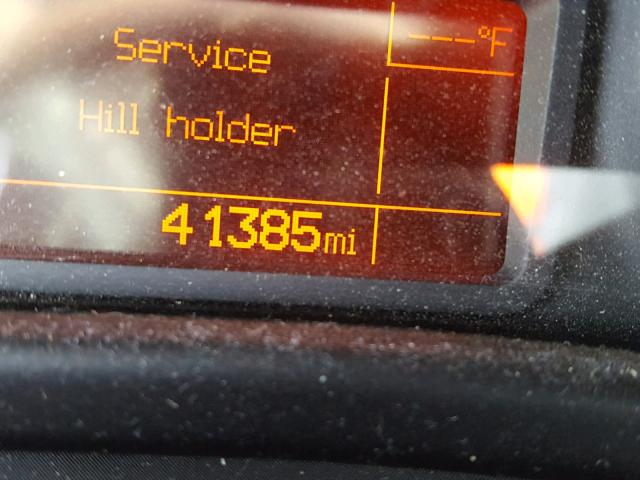 ---°F
Service
Hill holder
41385mi